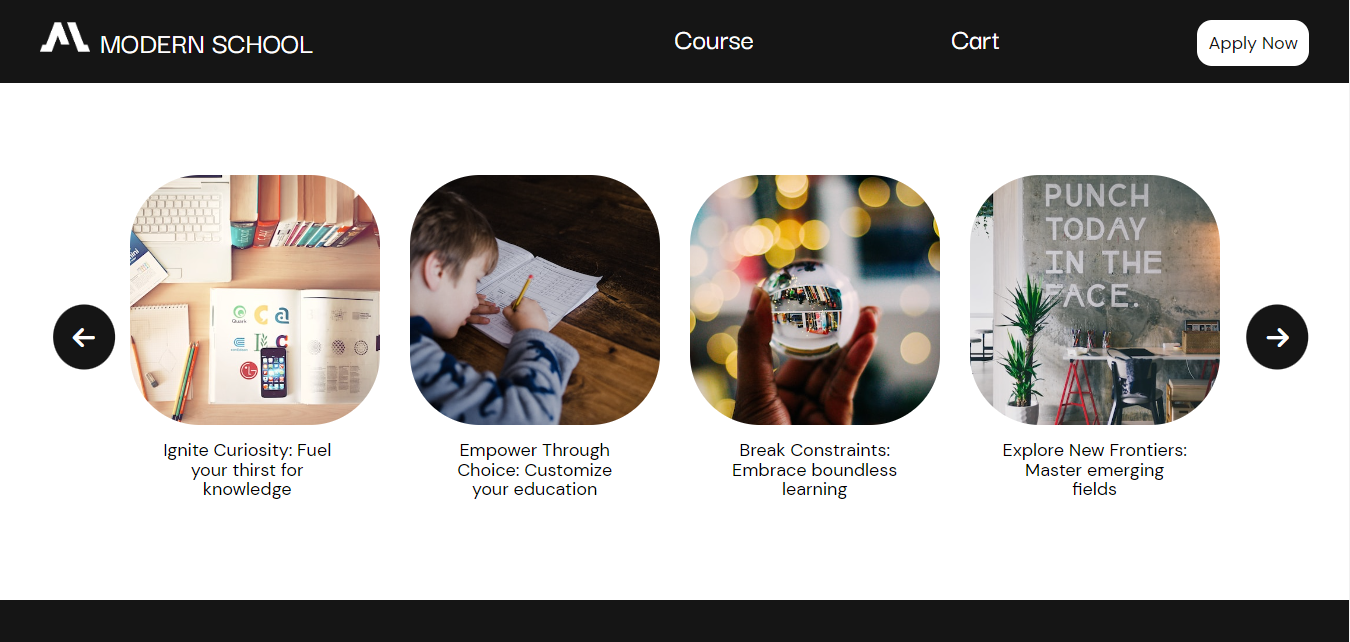 MODERN SCHOOL
Course
Cart
Apply Now
PUNCH
TODAY
IN THE
FACE.
Ignite Curiosity: Fuel
your thirst for
knowledge
Empower Through
Choice: Customize
your education
Break Constraints:
Embrace boundless
learning
Explore New Frontiers:
Master emerging
fields